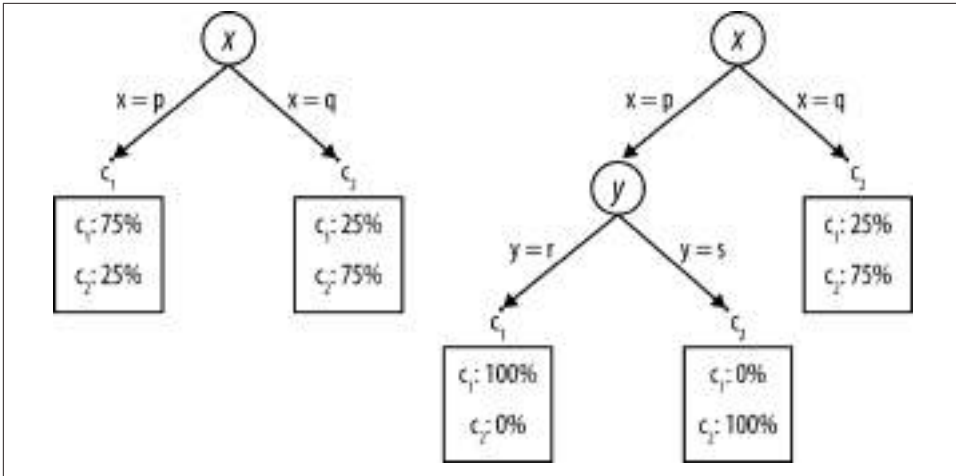 x
x = p
x = q
c₁
c₂
c₁: 75%
c₂: 25%
c₁: 25%
c₂: 75%
x
x = p
x = q
y
c₂
c₁: 25%
c₂: 75%
y = r
y = s
c₁
c₂
c₁: 100%
c₂: 0%
c₁: 0%
c₂: 100%